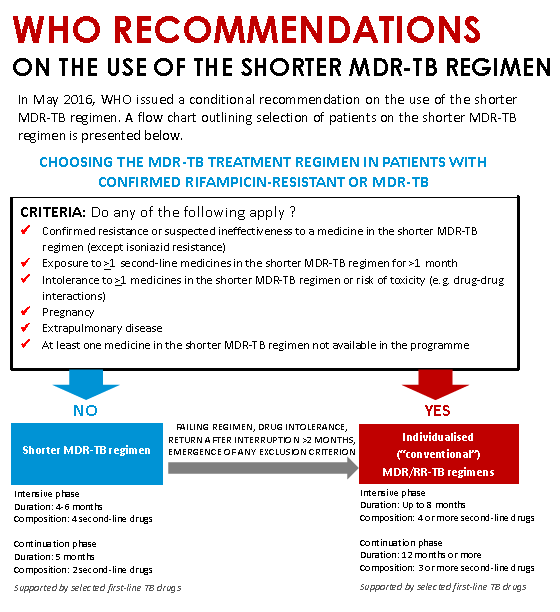 WHO RECOMMENDATIONS
ON THE USE OF THE SHORTER MDR-TB REGIMEN
In May 2016, WHO issued a conditional recommendation on the use of the shorter
MDR-TB regimen. A flow chart outlining selection of patients on the shorter MDR-TB
regimen is presented below.
CHOOSING THE MDR-TB TREATMENT REGIMEN IN PATIENTS WITH
CONFIRMED RIFAMPICIN-RESISTANT OR MDR-TB
CRITERIA: Do any of the following apply ?
✔ Confirmed resistance or suspected ineffectiveness to a medicine in the shorter MDR-TB
regimen (except isoniazid resistance)
✔ Exposure to >1 second-line medicines in the shorter MDR-TB regimen for >1 month
✔ Intolerance to >1 medicines in the shorter MDR-TB regimen or risk of toxicity (e.g. drug-drug
interactions)
✔ Pregnancy
✔ Extrapulmonary disease
✔ At least one medicine in the shorter MDR-TB regimen not available in the programme
NO
YES
Shorter MDR-TB regimen
FAILING REGIMEN, DRUG INTOLERANCE,
RETURN AFTER INTERRUPTION >2 MONTHS,
EMERGENCE OF ANY EXCLUSION CRITERION
Individualised
("conventional")
MDR/RR-TB regimens
Intensive phase
Duration: 4-6 months
Composition: 4 second-line drugs
Continuation phase
Duration: 5 months
Composition: 2 second-line drugs
Supported by selected first-line TB drugs
Intensive phase
Duration: Up to 8 months
Composition: 4 or more second-line drugs
Continuation phase
Duration: 12 months or more
Composition: 3 or more second-line drugs
Supported by selected first-line TB drugs